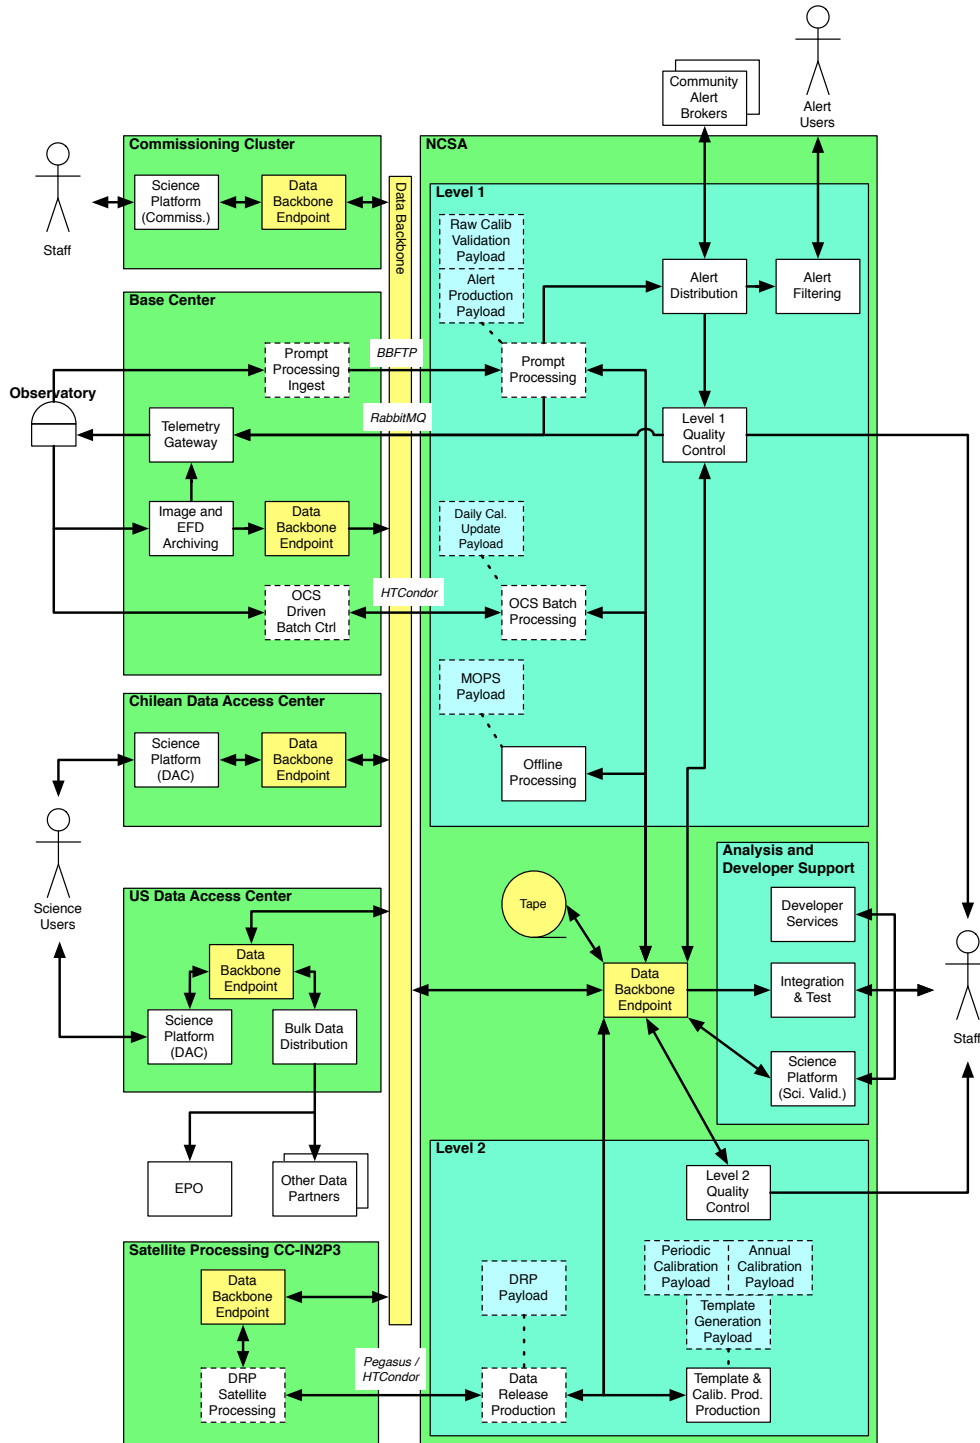 Community
Alert
Brokers
Alert
Users
Commissioning Cluster
Staff
Science
Platform
(Commiss.)
Data
Backbone
Endpoint
Data Backbone
NCSA
Level 1
Raw Calib
Validation
Payload
Alert
Production
Payload
Alert
Distribution
Alert
Filtering
Base Center
Prompt
Processing
Ingest
BBFTP
Prompt
Processing
Observatory
Telemetry
Gateway
RabbitMQ
Level 1
Quality
Control
Image and
EFD
Archiving
Data
Backbone
Endpoint
Daily Cal.
Update
Payload
OCS
Driven
Batch Ctrl
HTCondor
OCS Batch
Processing
MOPS
Payload
Offline
Processing
Chilean Data Access Center
Science
Platform
(DAC)
Data
Backbone
Endpoint
Science
Users
US Data Access Center
Data
Backbone
Endpoint
Science
Platform
(DAC)
Bulk Data
Distribution
EPO
Other Data
Partners
Tape
Data
Backbone
Endpoint
Analysis and
Developer Support
Developer
Services
Integration
& Test
Science
Platform
(Sci. Valid.)
Staff
Level 2
Level 2
Quality
Control
Periodic
Calibration
Payload
Annual
Calibration
Payload
Template
Generation
Payload
DRP
Payload
Data
Release
Production
Template &
Calib. Prod.
Production
Satellite Processing CC-IN2P3
Data
Backbone
Endpoint
DRP
Satellite
Processing
Pegasus /
HTCondor